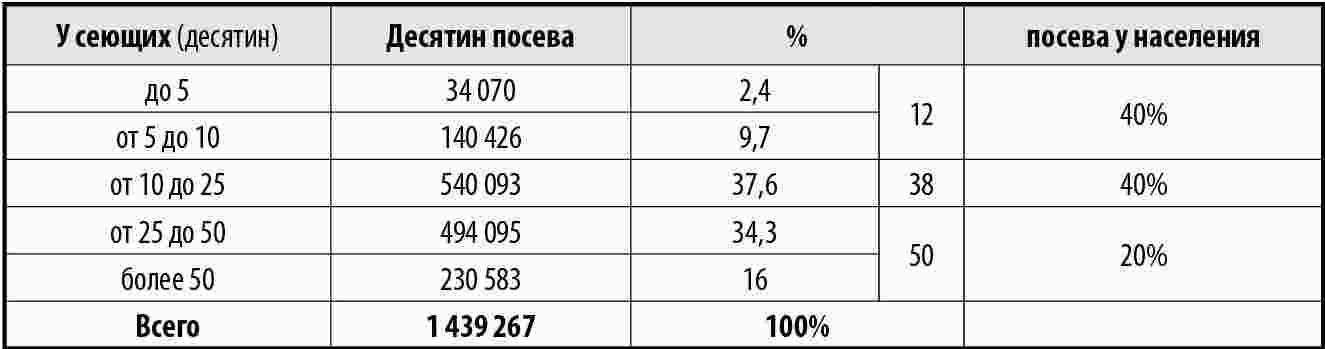 У сеющих (десятин) Десятин посева % посева у населения
до 5 34 070 2,4
12 40%
от 5 до 10 140 426 9,7
от 10 до 25 540 093 37,6 38 40%
от 25 до 50 494 095 34,3
50 20%
более 50 230 583 16
Всего 1 439 267 100%